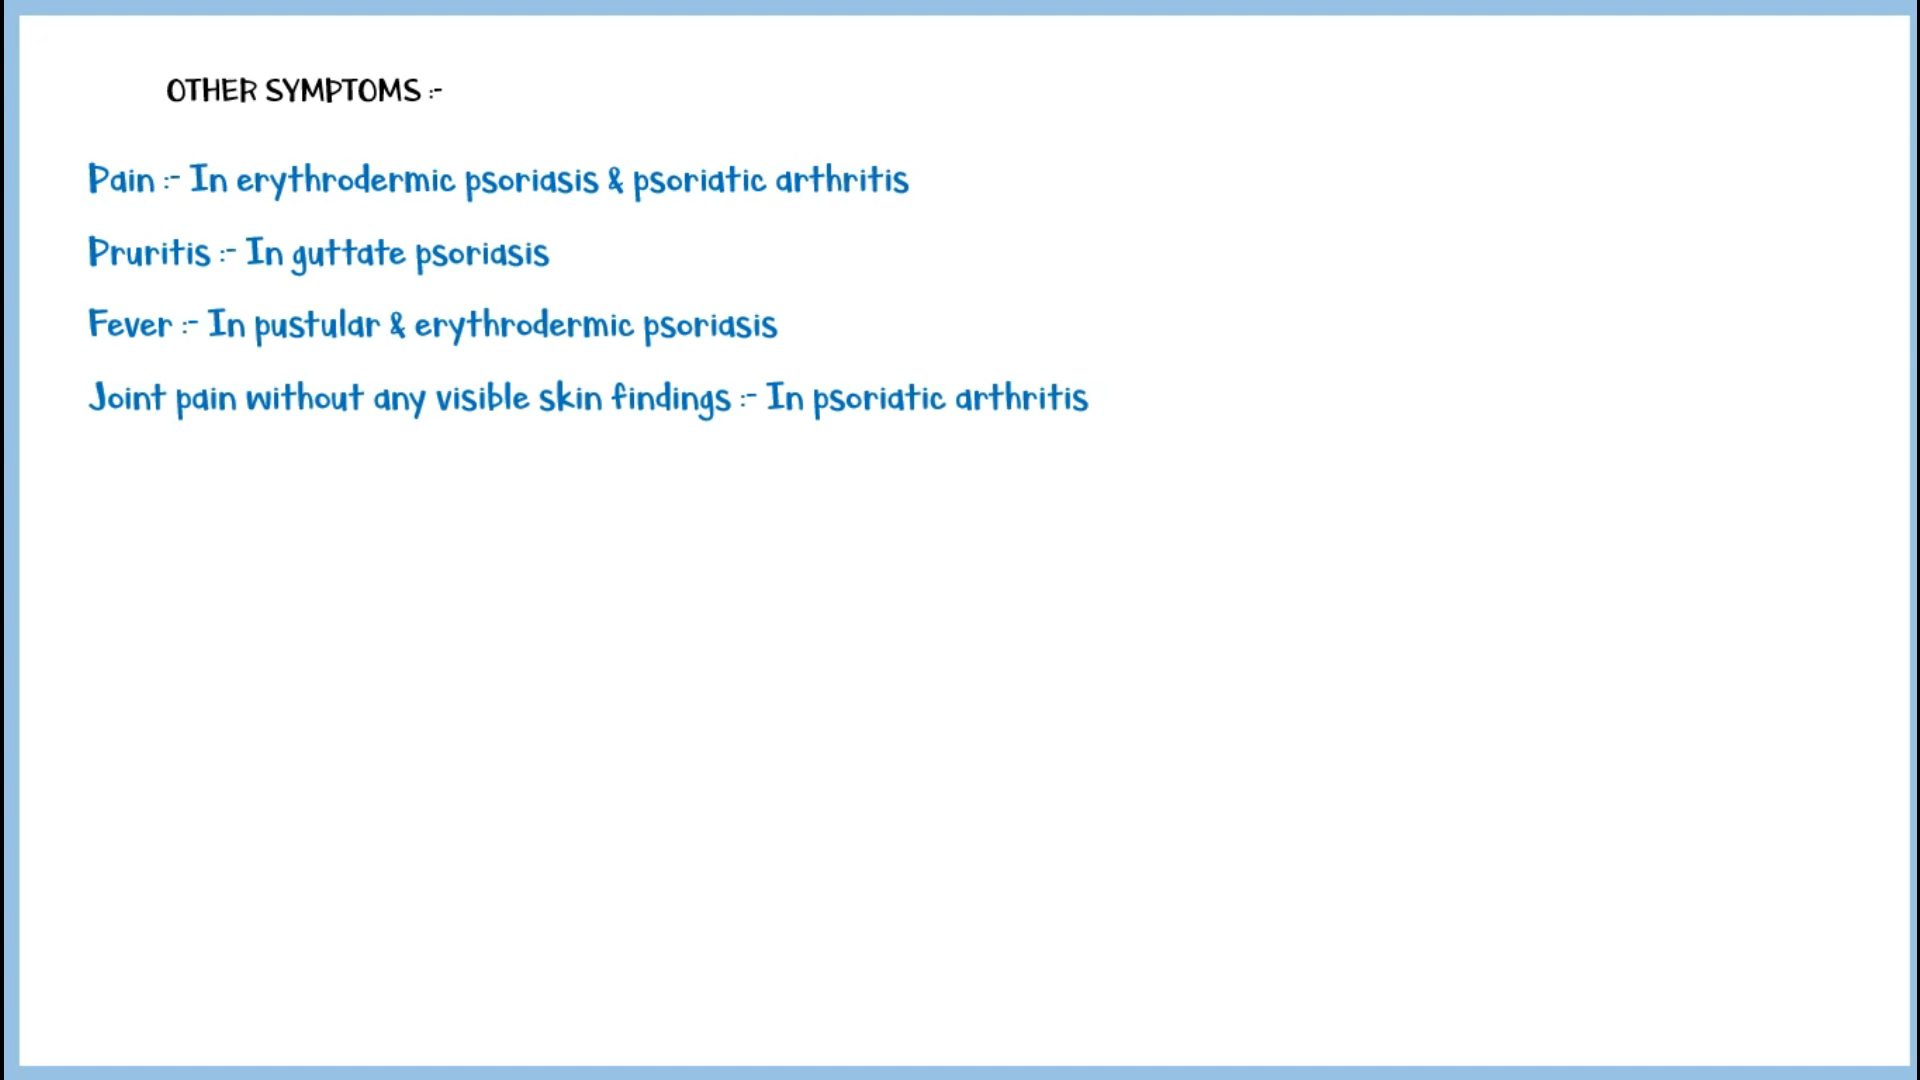 OTHER SYMPTOMS :-
Pain :- In erythrodermic psoriasis & psoriatic arthritis
Pruritis :- In guttate psoriasis
Fever :- In pustular & erythrodermic psoriasis
Joint pain without any visible skin findings :- In psoriatic arthritis